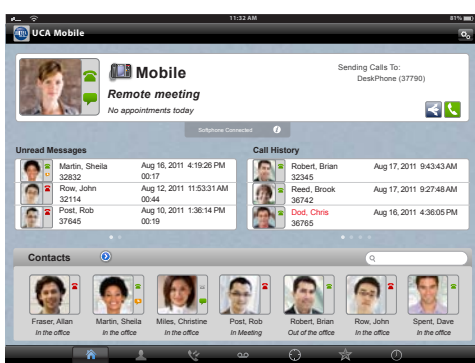 11:32 AM
81%
UCA Mobile
Mobile
Remote meeting
No appointments today
Sending Calls To:
DeskPhone (37790)
Softphone Connected
Unread Messages
Martin, Sheila
32832
Aug 16, 2011 4:19:26 PM
00:17
Row, John
32114
Aug 12, 2011 11:53:31 AM
00:44
Post, Rob
37645
Aug 10, 2011 1:36:14 PM
00:19
Call History
Robert, Brian
32345
Aug 17, 2011 9:43:43 AM
Reed, Brook
36742
Aug 17, 2011 9:27:48 AM
Dod, Chris
36765
Aug 16, 2011 4:36:05 PM
Contacts
Fraser, Allan
In the office
Martin, Sheila
In the office
Miles, Christine
In the office
Post, Rob
In Meeting
Robert, Brian
Out of the office
Row, John
In the office
Spent, Dave
In the office